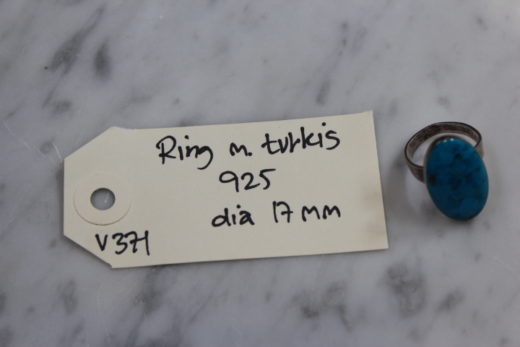 Ring m. turkis
925
dia 17 mm
V371